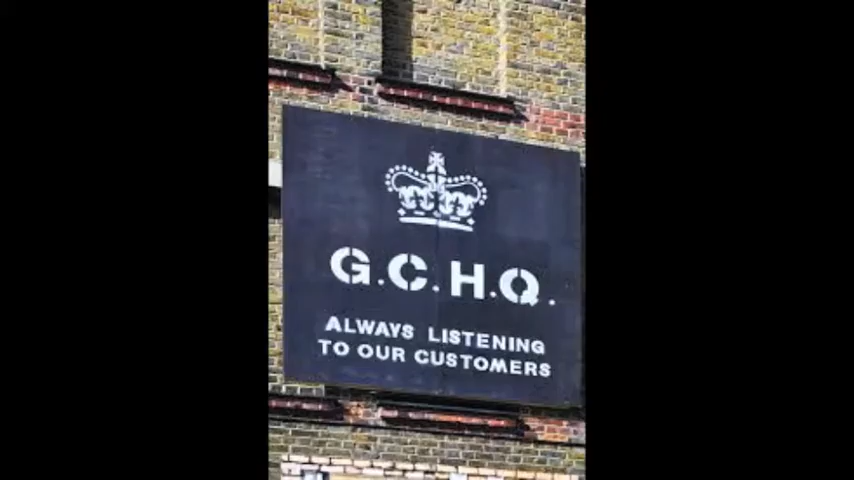 G.C.H.Q.
ALWAYS LISTENING
TO OUR CUSTOMERS